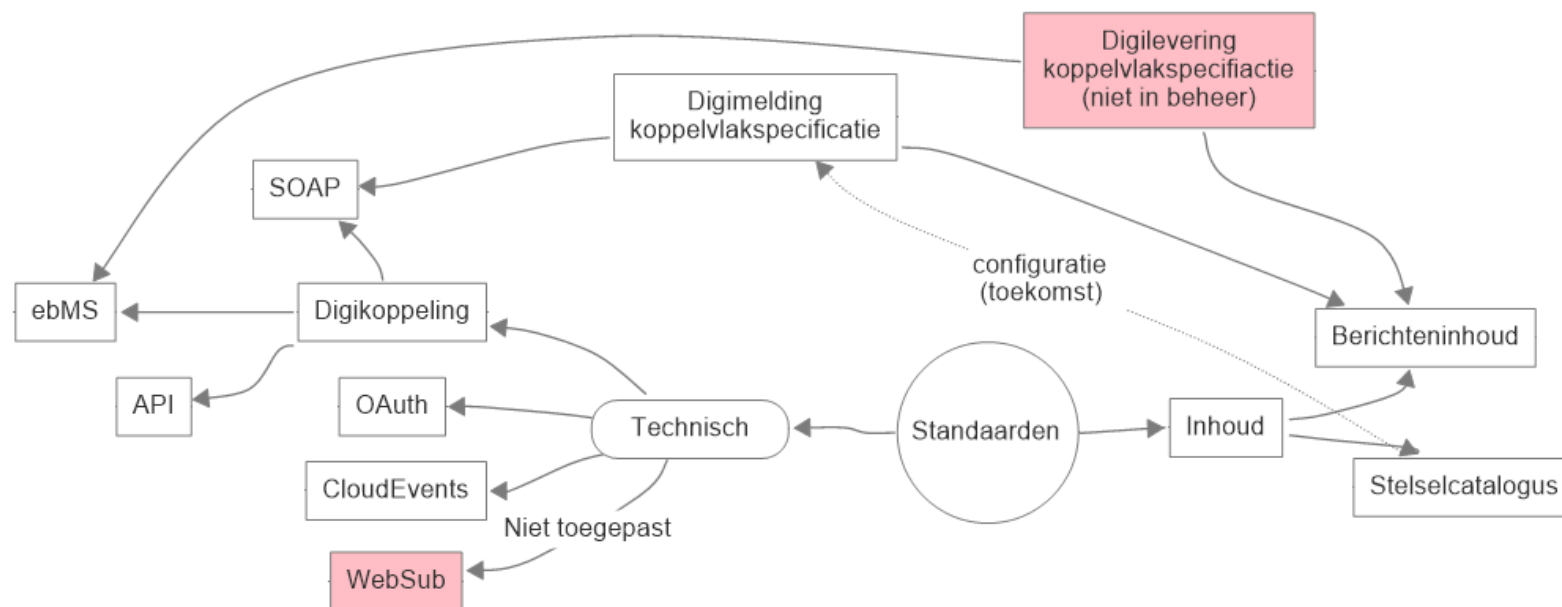 Digilevering
koppelvlakspecifiactie
(niet in beheer)
Digimelding
koppelvlakspecificatie
SOAP
configuratie
(toekomst)
ebMS
Digikoppeling
Berichteninhoud
API
OAuth
Technisch
Standaarden
Inhoud
CloudEvents
Stelselcatalogus
Niet toegepast
WebSub